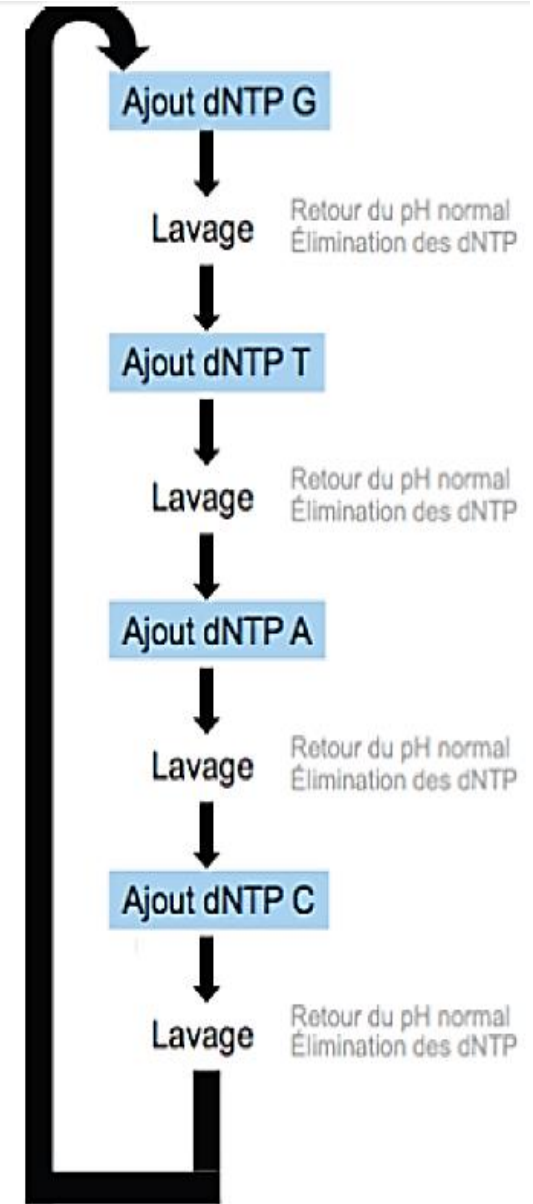 Ajout dNTP G
Lavage
Retour du pH normal
Élimination des dNTP
Ajout dNTP T
Lavage
Retour du pH normal
Élimination des dNTP
Ajout dNTP A
Lavage
Retour du pH normal
Élimination des dNTP
Ajout dNTP C
Lavage
Retour du pH normal
Élimination des dNTP